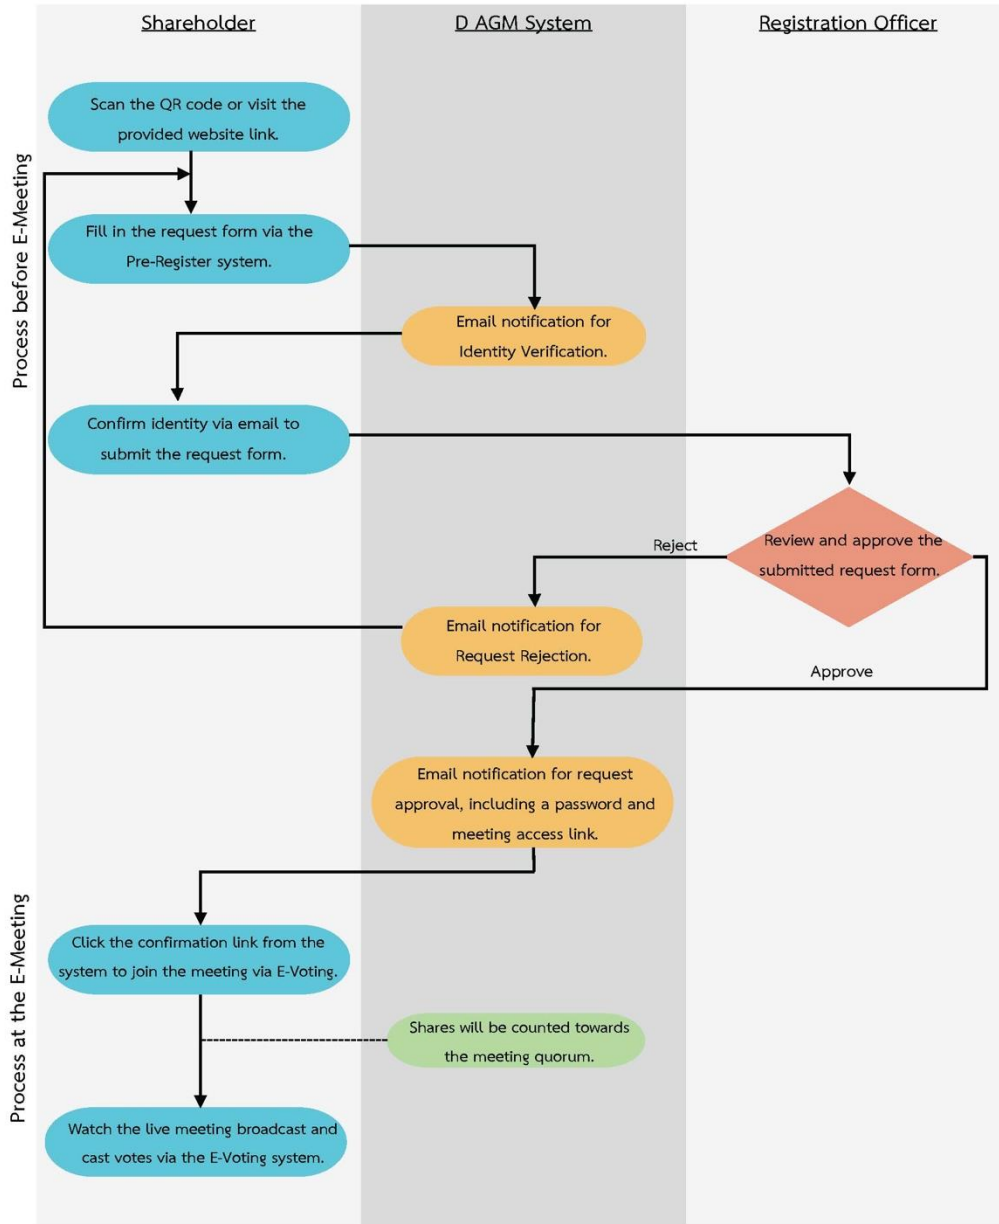 Shareholder
D AGM System
Registration Officer
Process before E-Meeting
Scan the QR code or visit the
provided website link.
Fill in the request form via the
Pre-Register system.
Email notification for
Identity Verification.
Confirm identity via email to
submit the request form.
Review and approve the
submitted request form.
Reject
Email notification for
Request Rejection.
Approve
Email notification for request
approval, including a password and
meeting access link.
Process at the E-Meeting
Click the confirmation link from the
system to join the meeting via E-Voting.
Shares will be counted towards
the meeting quorum.
Watch the live meeting broadcast and
cast votes via the E-Voting system.